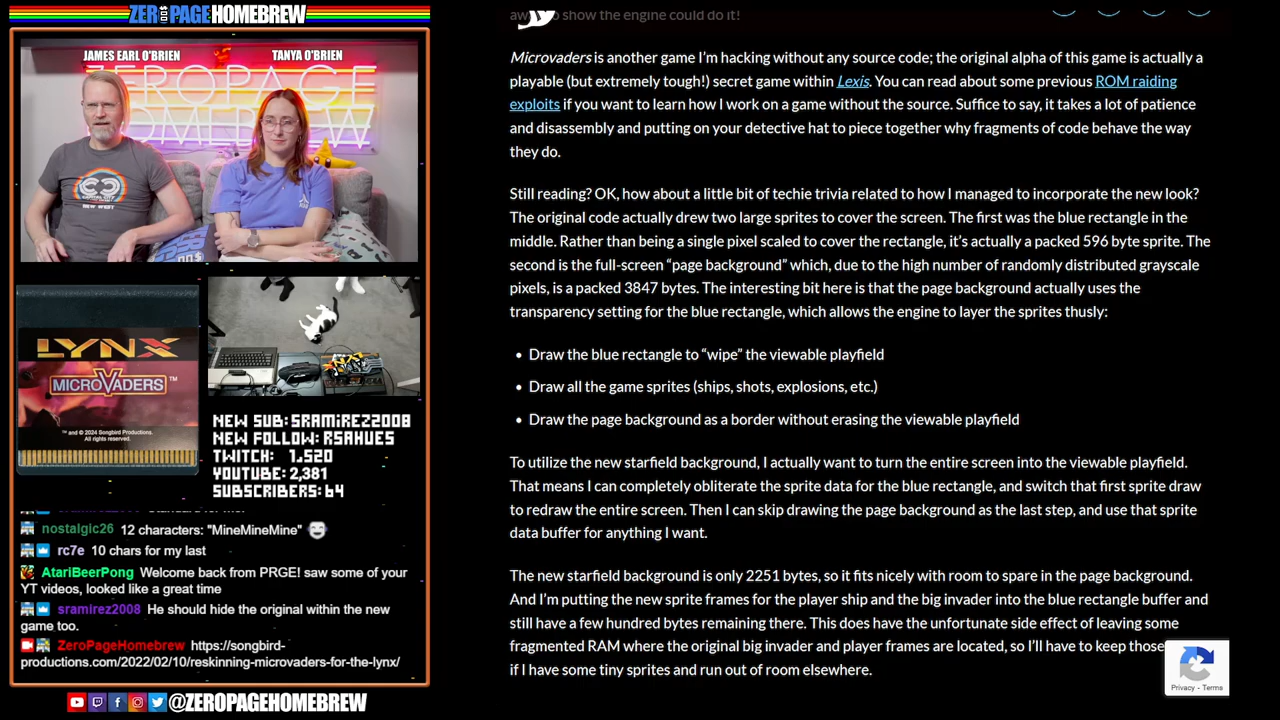 ZEROPAGE HOMEBREW
JAMES EARL O'BRIEN
TANYA O'BRIEN
ZEROPAGE
HOMEBREW
LYNX
MICROVADERS™
™ and © 2024 Songbird Productions.
All rights reserved.
NEW SUB: SRAMIREZ2008
NEW FOLLOW: RSAHUES
TWITCH: 1,520
YOUTUBE: 2,381
SUBSCRIBERS: 64
nostalgic26 12 characters: "MineMineMine"
rc7e 10 chars for my last
AtariBeerPong Welcome back from PRGE! saw some of your
YT videos, looked like a great time
sramirez2008 He should hide the original within the new
game too.
ZeroPageHomebrew https://songbird-
productions.com/2022/02/10/reskinning-microvaders-for-the-lynx/
@ZEROPAGEHOMEBREW
to show the engine could do it!
Microvaders is another game I'm hacking without any source code; the original alpha of this game is actually a
playable (but extremely tough!) secret game within Lexis. You can read about some previous ROM raiding
exploits if you want to learn how I work on a game without the source. Suffice to say, it takes a lot of patience
and disassembly and putting on your detective hat to piece together why fragments of code behave the way
they do.
Still reading? OK, how about a little bit of techie trivia related to how I managed to incorporate the new look?
The original code actually drew two large sprites to cover the screen. The first was the blue rectangle in the
middle. Rather than being a single pixel scaled to cover the rectangle, it's actually a packed 596 byte sprite. The
second is the full-screen "page background" which, due to the high number of randomly distributed grayscale
pixels, is a packed 3847 bytes. The interesting bit here is that the page background actually uses the
transparency setting for the blue rectangle, which allows the engine to layer the sprites thusly:
• Draw the blue rectangle to "wipe" the viewable playfield
• Draw all the game sprites (ships, shots, explosions, etc.)
• Draw the page background as a border without erasing the viewable playfield
To utilize the new starfield background, I actually want to turn the entire screen into the viewable playfield.
That means I can completely obliterate the sprite data for the blue rectangle, and switch that first sprite draw
to redraw the entire screen. Then I can skip drawing the page background as the last step, and use that sprite
data buffer for anything I want.
The new starfield background is only 2251 bytes, so it fits nicely with room to spare in the page background.
And I'm putting the new sprite frames for the player ship and the big invader into the blue rectangle buffer and
still have a few hundred bytes remaining there. This does have the unfortunate side effect of leaving some
fragmented RAM where the original big invader and player frames are located, so I'll have to keep those
if I have some tiny sprites and run out of room elsewhere.
Privacy - Terms